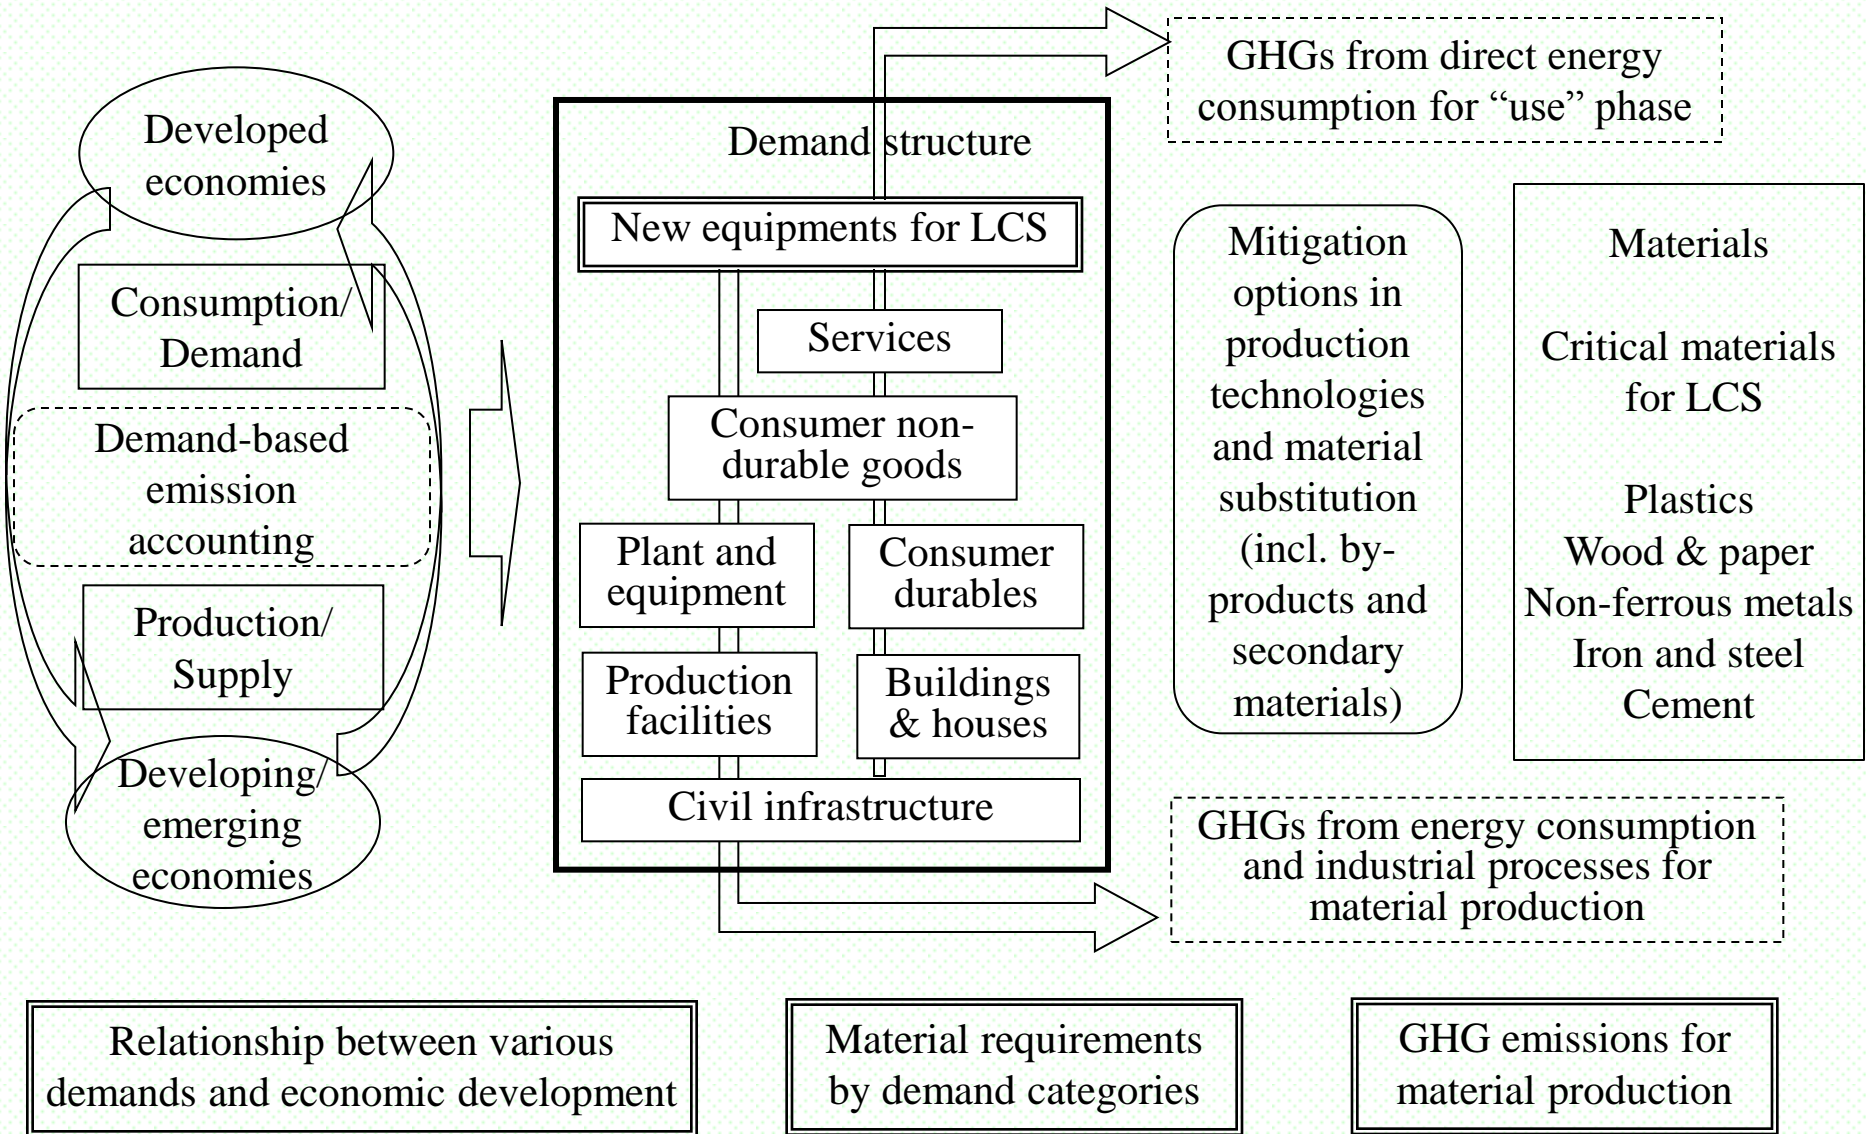 Developed
economies
Consumption/
Demand
Demand-based
emission
accounting
Production/
Supply
Developing/
emerging
economies
Demand structure
New equipments for LCS
Services
Consumer non-
durable goods
Plant and
equipment
Consumer
durables
Production
facilities
Buildings
& houses
Civil infrastructure
GHGs from direct energy
consumption for “use” phase
Mitigation
options in
production
technologies
and material
substitution
(incl. by-
products and
secondary
materials)
Materials
Critical materials
for LCS
Plastics
Wood & paper
Non-ferrous metals
Iron and steel
Cement
GHGs from energy consumption
and industrial processes for
material production
Relationship between various
demands and economic development
Material requirements
by demand categories
GHG emissions for
material production